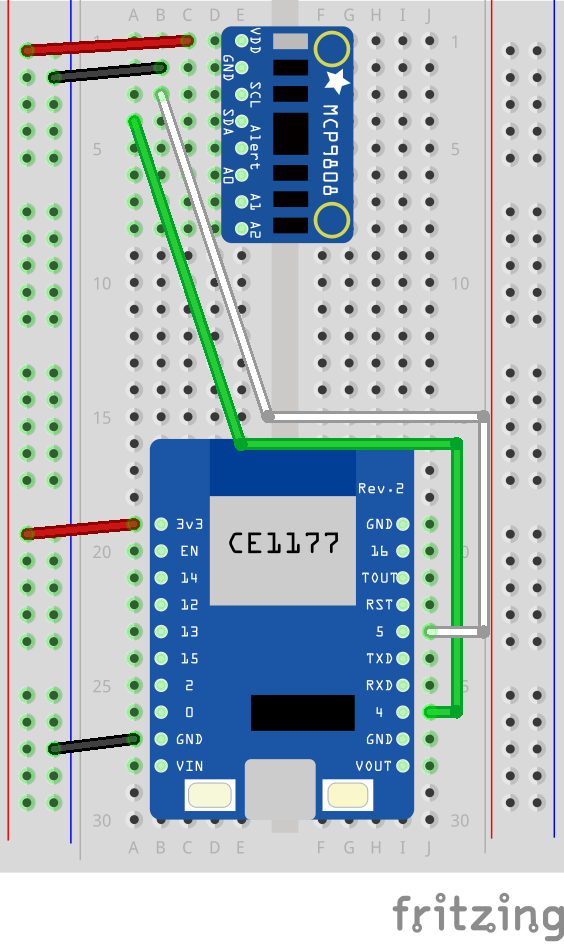 A B C D E F G H I J
1 1
VDD
GND
SCL
SDA
Alert
A0
A1
A2
MCP9808
5 5
10 10
15 15
Rev.2
CE1177
3v3 GND
EN 16
20 0
14 TOUT
12 RST
13 5
15 TXD
25 5
2 RXD
0 4
GND GND
VIN VOUT
30 30
A B C D E F G H I J
fritzing